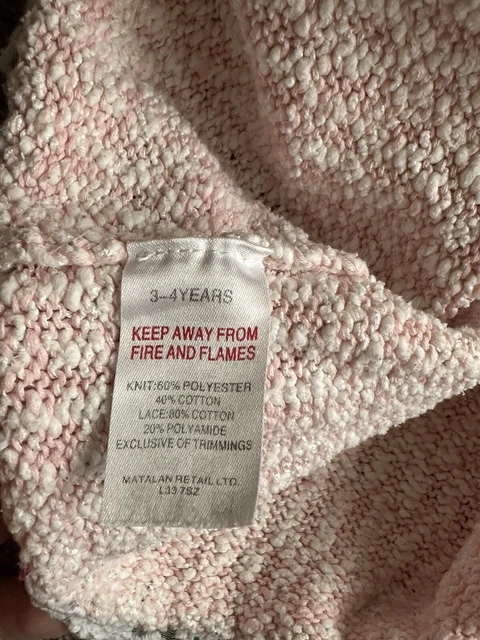 3-4YEARS
KEEP AWAY FROM
FIRE AND FLAMES
KNIT:60% POLYESTER
40% COTTON
LACE:80% COTTON
20% POLYAMIDE
EXCLUSIVE OF TRIMMINGS
MATALAN RETAIL LTD.
L33 7SZ